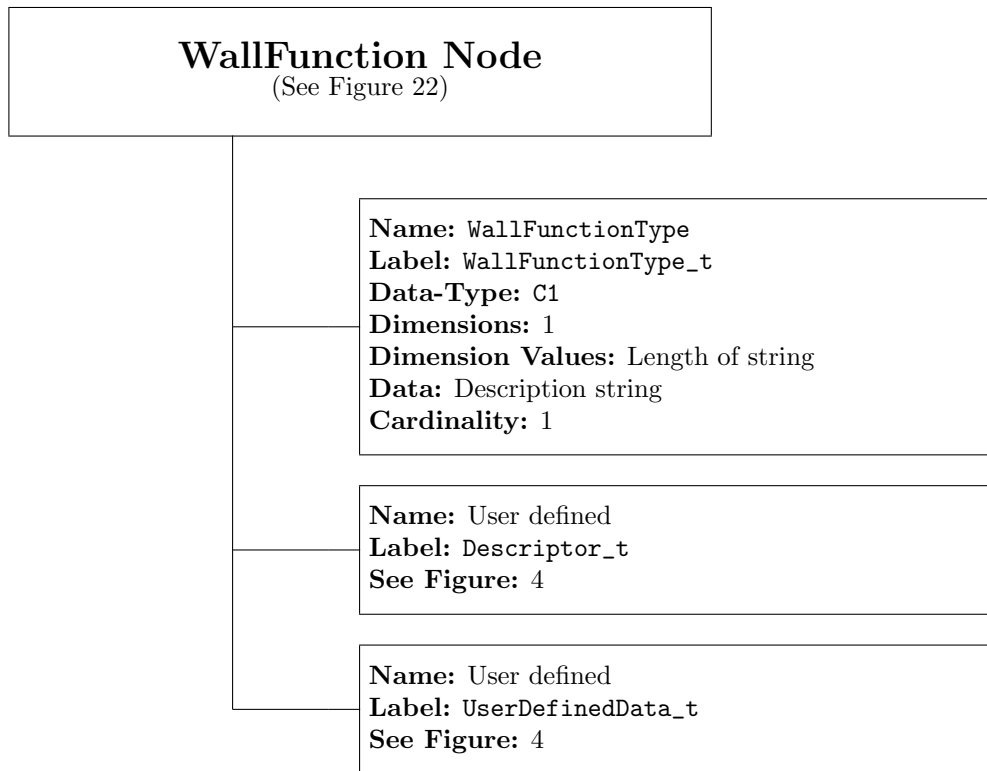 WallFunction Node
(See Figure 22)
Name: WallFunctionType
Label: WallFunctionType_t
Data-Type: C1
Dimensions: 1
Dimension Values: Length of string
Data: Description string
Cardinality: 1
Name: User defined
Label: Descriptor_t
See Figure: 4
Name: User defined
Label: UserDefinedData_t
See Figure: 4